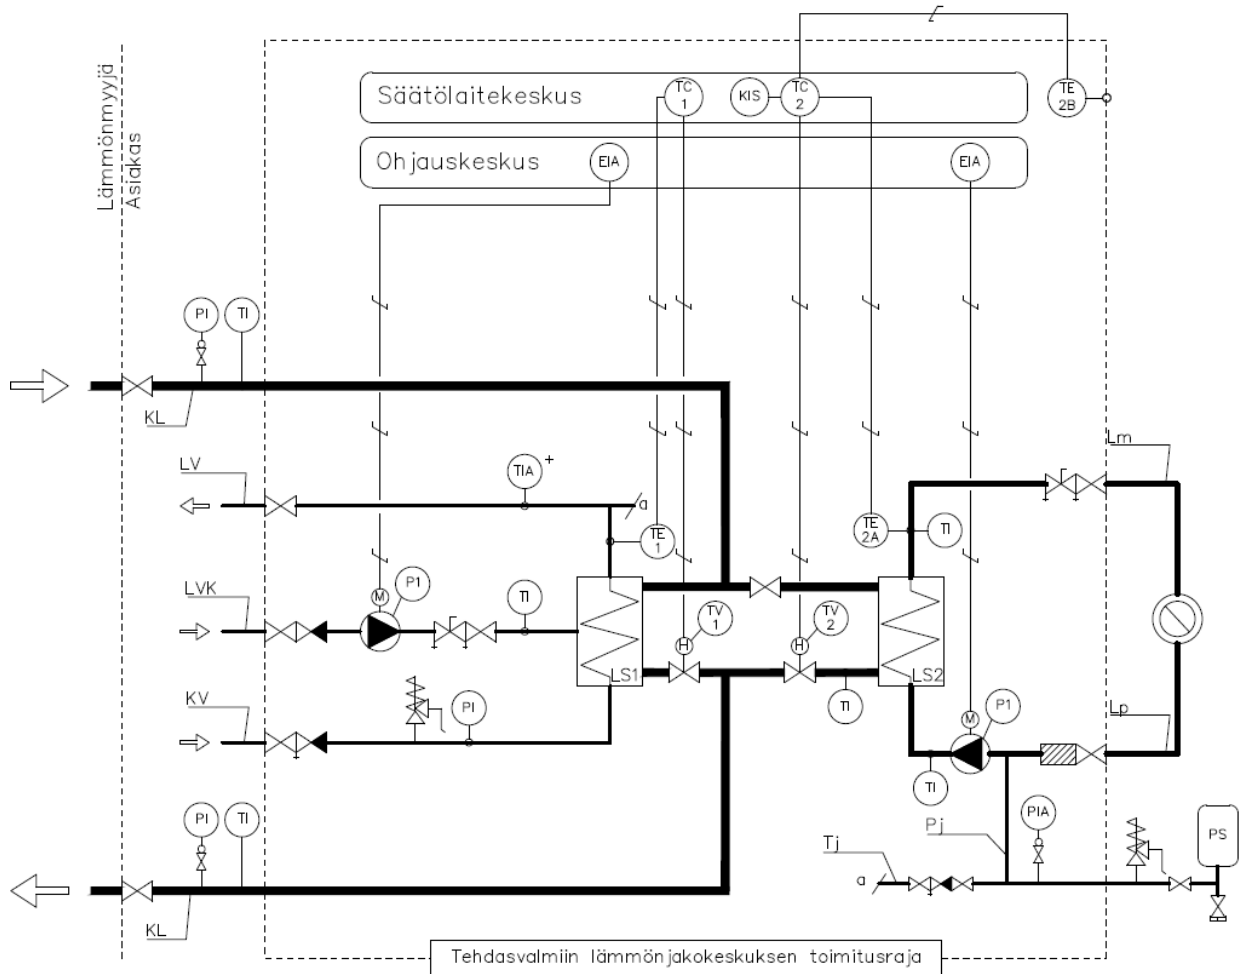 TE
2B
Säätölaitekeskus
TC
1
KIS
TC
2
Ohjauskeskus
EIA
EIA
Lämmönmyyjä
Asiakas
PI
TI
KL
LV
TIA +
a
TE
1
TE
2A
TI
Lm
LVK
M
P1
TI
TV
1
TV
2
H
H
LS1
LS2
KV
PI
TI
M
P1
Lp
TI
PI
TI
Pj
PIA
PS
Tj
a
KL
Tehdasvalmiin lämmönjakokeskuksen toimitusraja